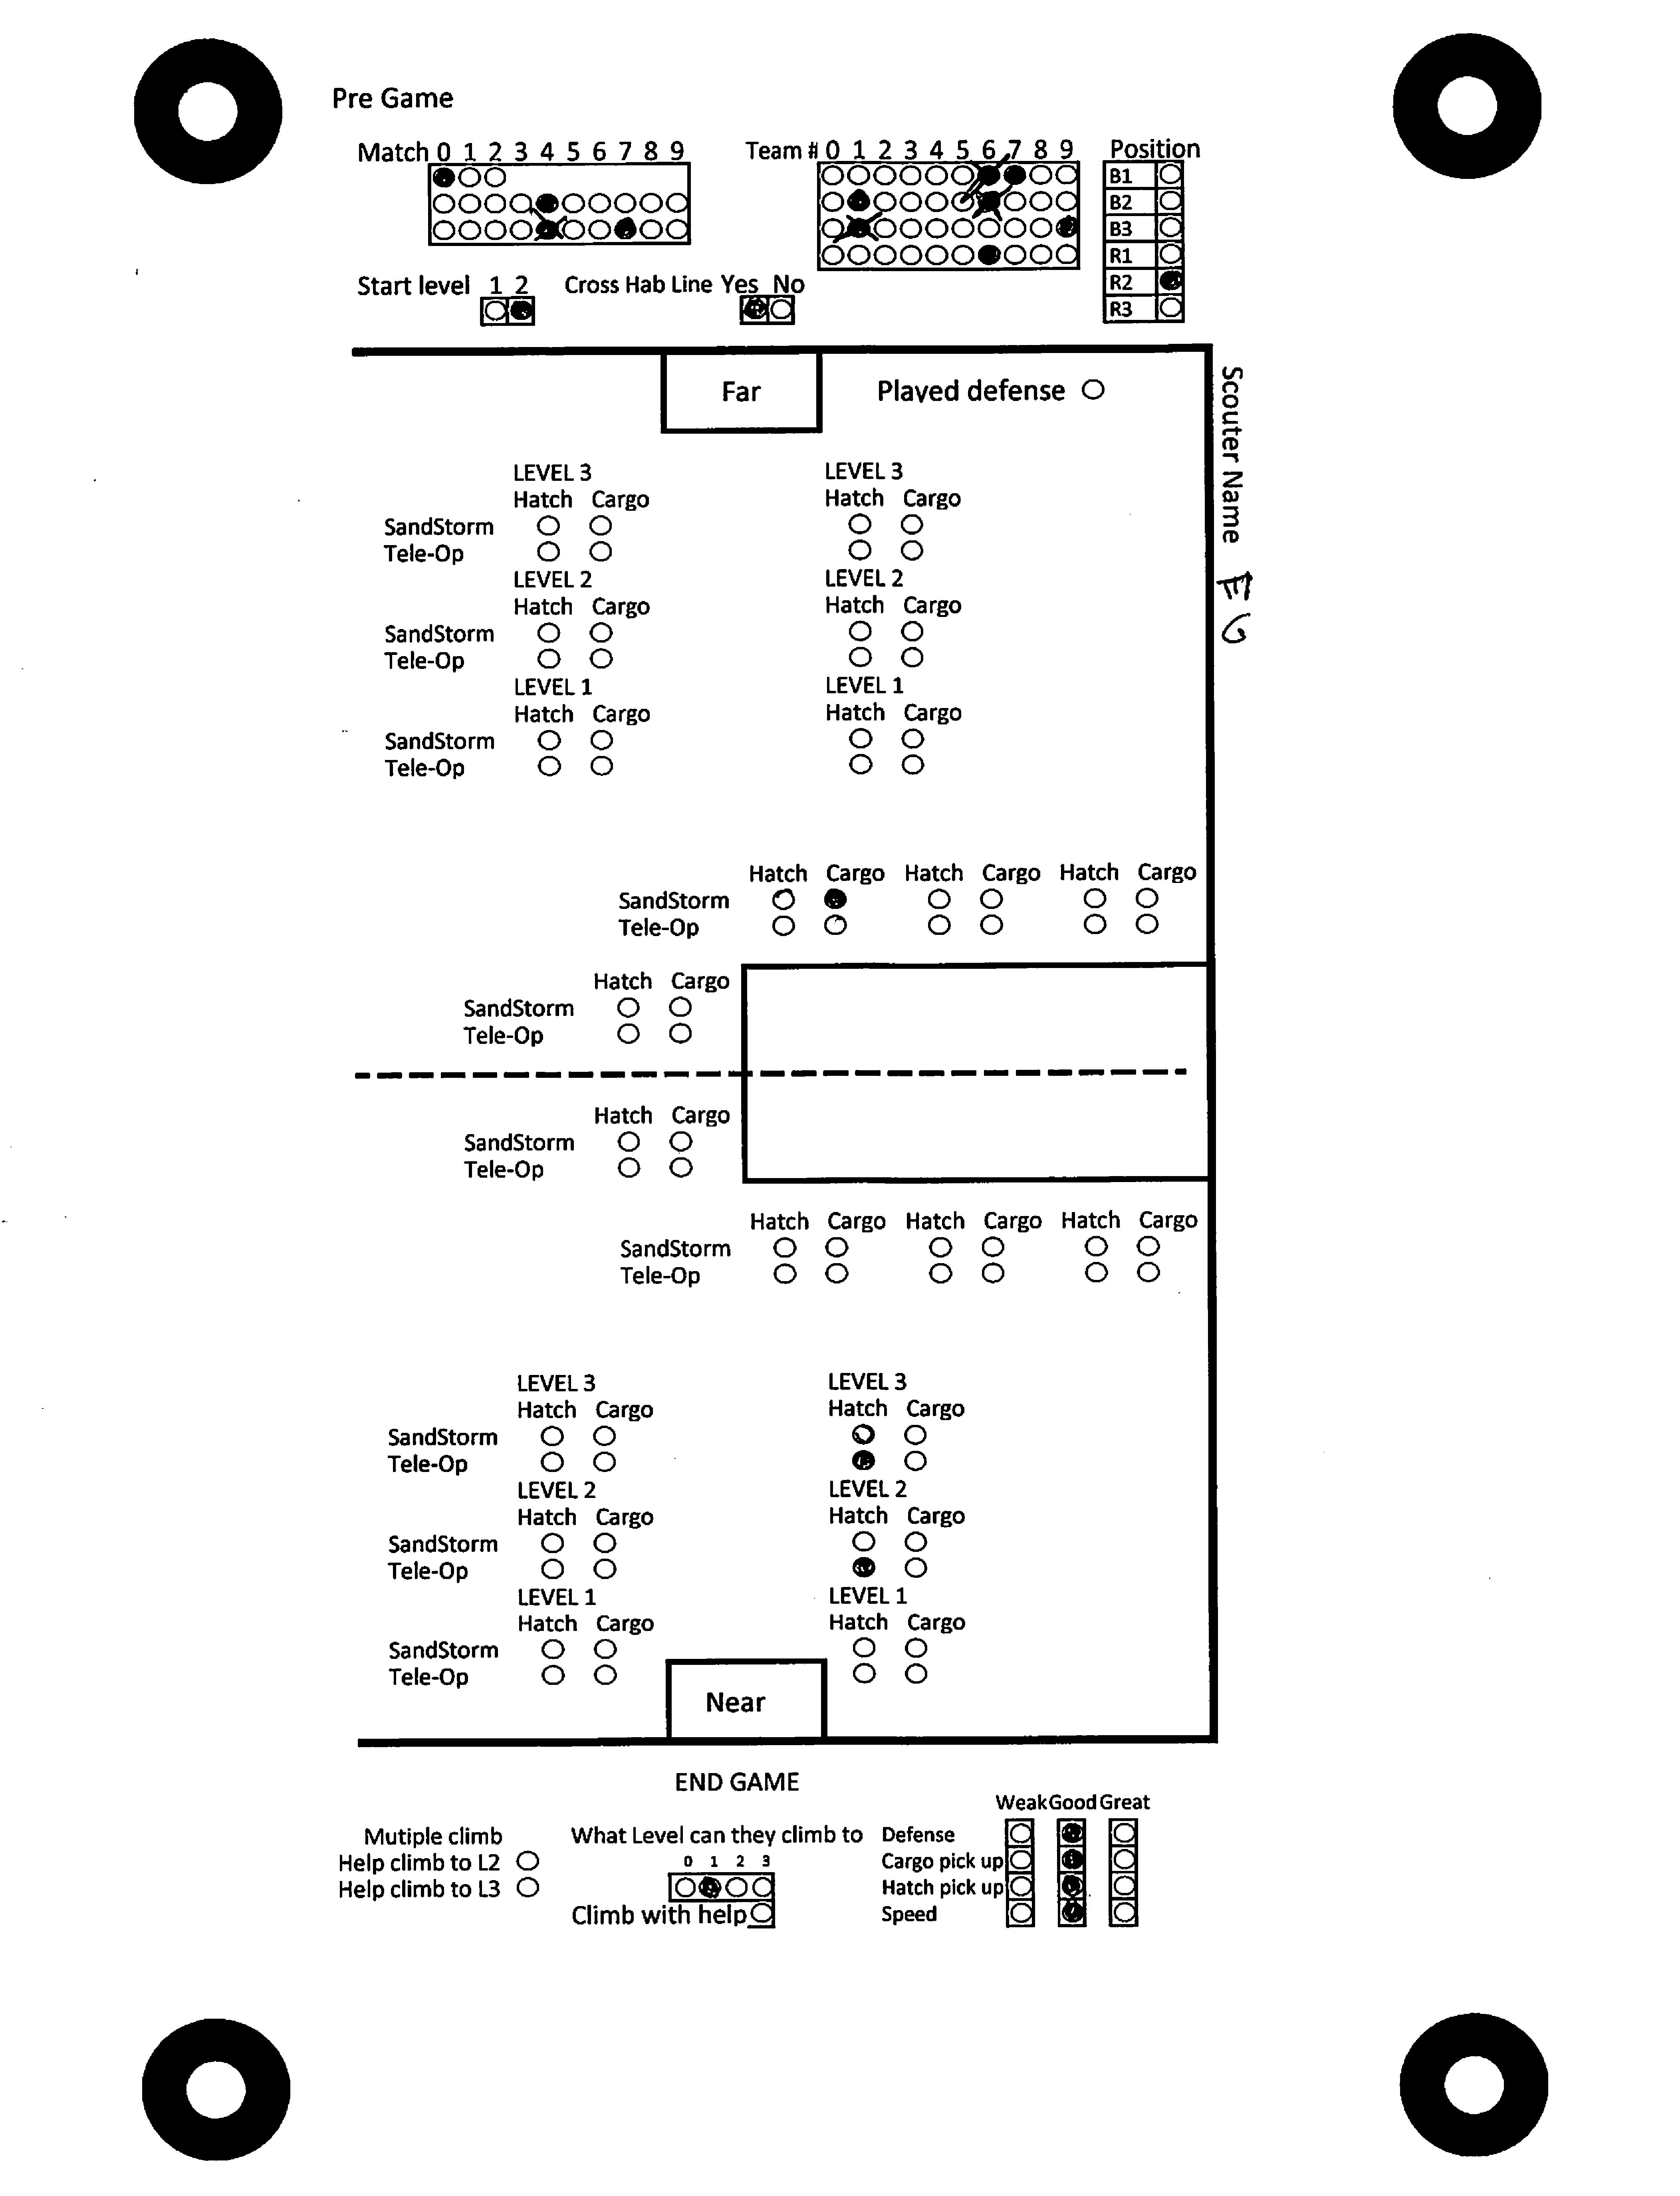 Pre Game
Match 0 1 2 3 4 5 6 7 8 9
Team # 0 1 2 3 4 5 6 7 8 9
Position
B1
B2
B3
R1
R2
R3
Start level 1 2
Cross Hab Line Yes No
Far
Played defense
Scouter Name EG
LEVEL 3 LEVEL 3
Hatch Cargo Hatch Cargo
SandStorm
Tele-Op
LEVEL 2 LEVEL 2
Hatch Cargo Hatch Cargo
SandStorm
Tele-Op
LEVEL 1 LEVEL 1
Hatch Cargo Hatch Cargo
SandStorm
Tele-Op
Hatch Cargo Hatch Cargo Hatch Cargo
SandStorm
Tele-Op
Hatch Cargo
SandStorm
Tele-Op
Hatch Cargo
SandStorm
Tele-Op
Hatch Cargo Hatch Cargo Hatch Cargo
SandStorm
Tele-Op
LEVEL 3 LEVEL 3
Hatch Cargo Hatch Cargo
SandStorm
Tele-Op
LEVEL 2 LEVEL 2
Hatch Cargo Hatch Cargo
SandStorm
Tele-Op
LEVEL 1 LEVEL 1
Hatch Cargo Hatch Cargo
SandStorm
Tele-Op
Near
END GAME
Mutiple climb
Help climb to L2
Help climb to L3
What Level can they climb to
0 1 2 3
Climb with help
Weak Good Great
Defense
Cargo pick up
Hatch pick up
Speed